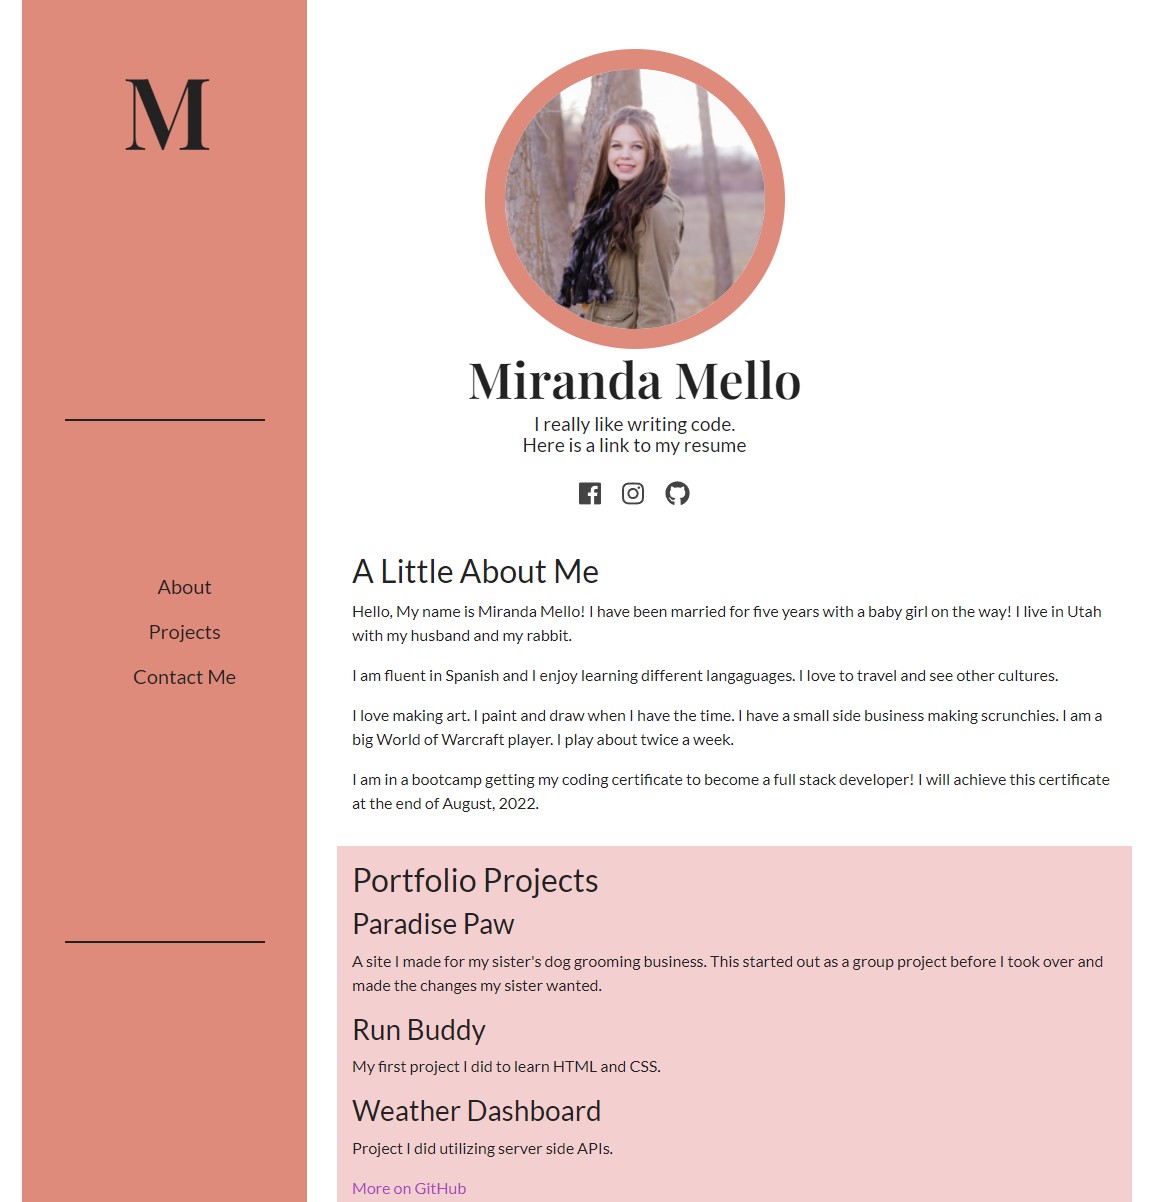 M
About
Projects
Contact Me
Miranda Mello
I really like writing code.
Here is a link to my resume
A Little About Me
Hello, My name is Miranda Mello! I have been married for five years with a baby girl on the way! I live in Utah
with my husband and my rabbit.
I am fluent in Spanish and I enjoy learning different langaguages. I love to travel and see other cultures.
I love making art. I paint and draw when I have the time. I have a small side business making scrunchies. I am a
big World of Warcraft player. I play about twice a week.
I am in a bootcamp getting my coding certificate to become a full stack developer! I will achieve this certificate
at the end of August, 2022.
Portfolio Projects
Paradise Paw
A site I made for my sister's dog grooming business. This started out as a group project before I took over and
made the changes my sister wanted.
Run Buddy
My first project I did to learn HTML and CSS.
Weather Dashboard
Project I did utilizing server side APIs.
More on GitHub